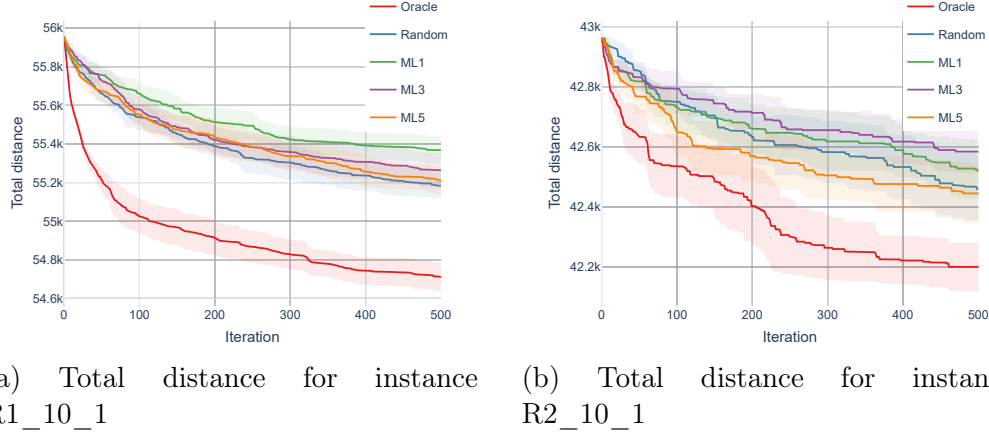 56k
55.8k
55.6k
55.4k
55.2k
55k
54.8k
54.6k
Total distance
0 100 200 300 400 500
Iteration
Oracle
Random
ML1
ML3
ML5
43k
42.8k
42.6k
42.4k
42.2k
Total distance
0 100 200 300 400 500
Iteration
Oracle
Random
ML1
ML3
ML5
a) Total distance for instance
R1_10_1
(b) Total distance for instan
R2_10_1